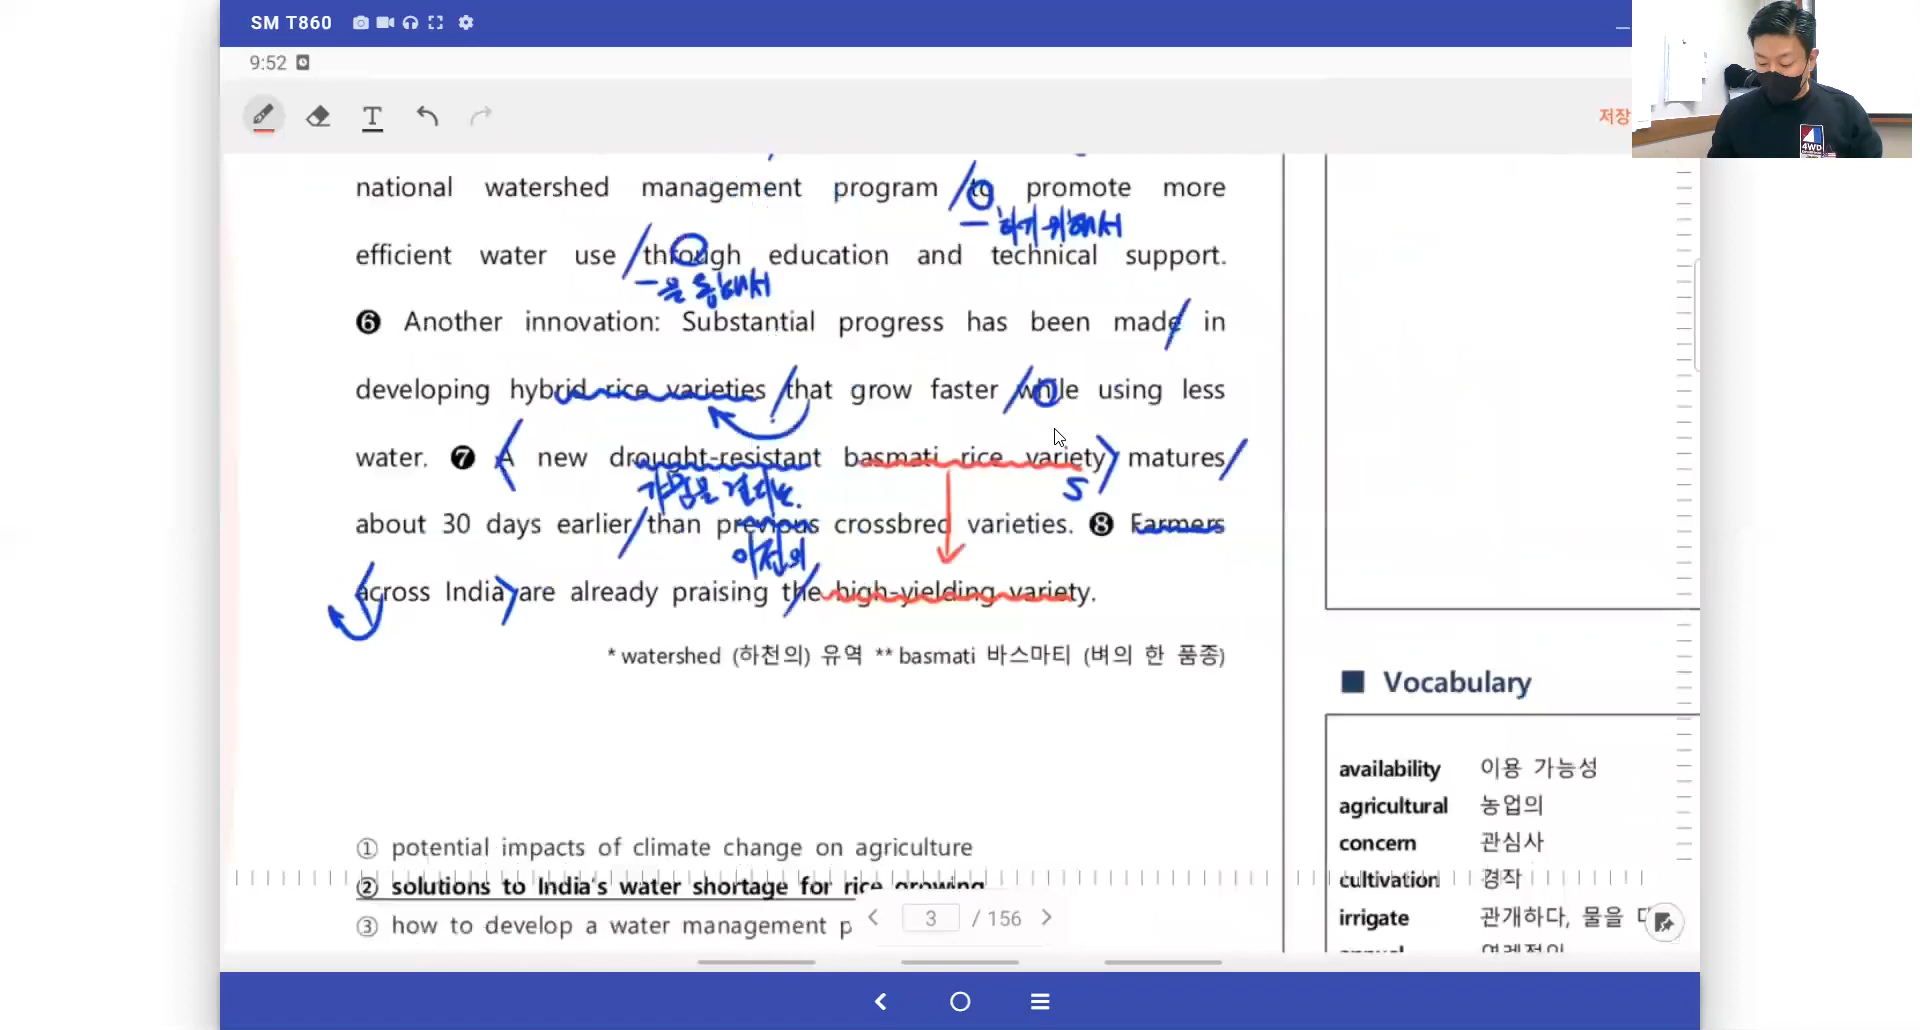 SM T860
9:52
T
저장
4WD
national watershed management program to promote more
-하기 위해서
efficient water use through education and technical support.
-을 통해서
❻ Another innovation: Substantial progress has been made in
developing hybrid rice varieties that grow faster while using less
water. ❼ A new drought-resistant basmati rice variety matures
가뭄을 견디는 S
about 30 days earlier than previous crossbred varieties. ❽ Farmers
이전의
across India are already praising the high-yielding variety.
* watershed (하천의) 유역 ** basmati 바스마티 (벼의 한 품종)
① potential impacts of climate change on agriculture
② solutions to India's water shortage for rice growing
③ how to develop a water management p
3 / 156
■ Vocabulary
availability 이용 가능성
agricultural 농업의
concern 관심사
cultivation 경작
irrigate 관개하다, 물을
annual 연례적인